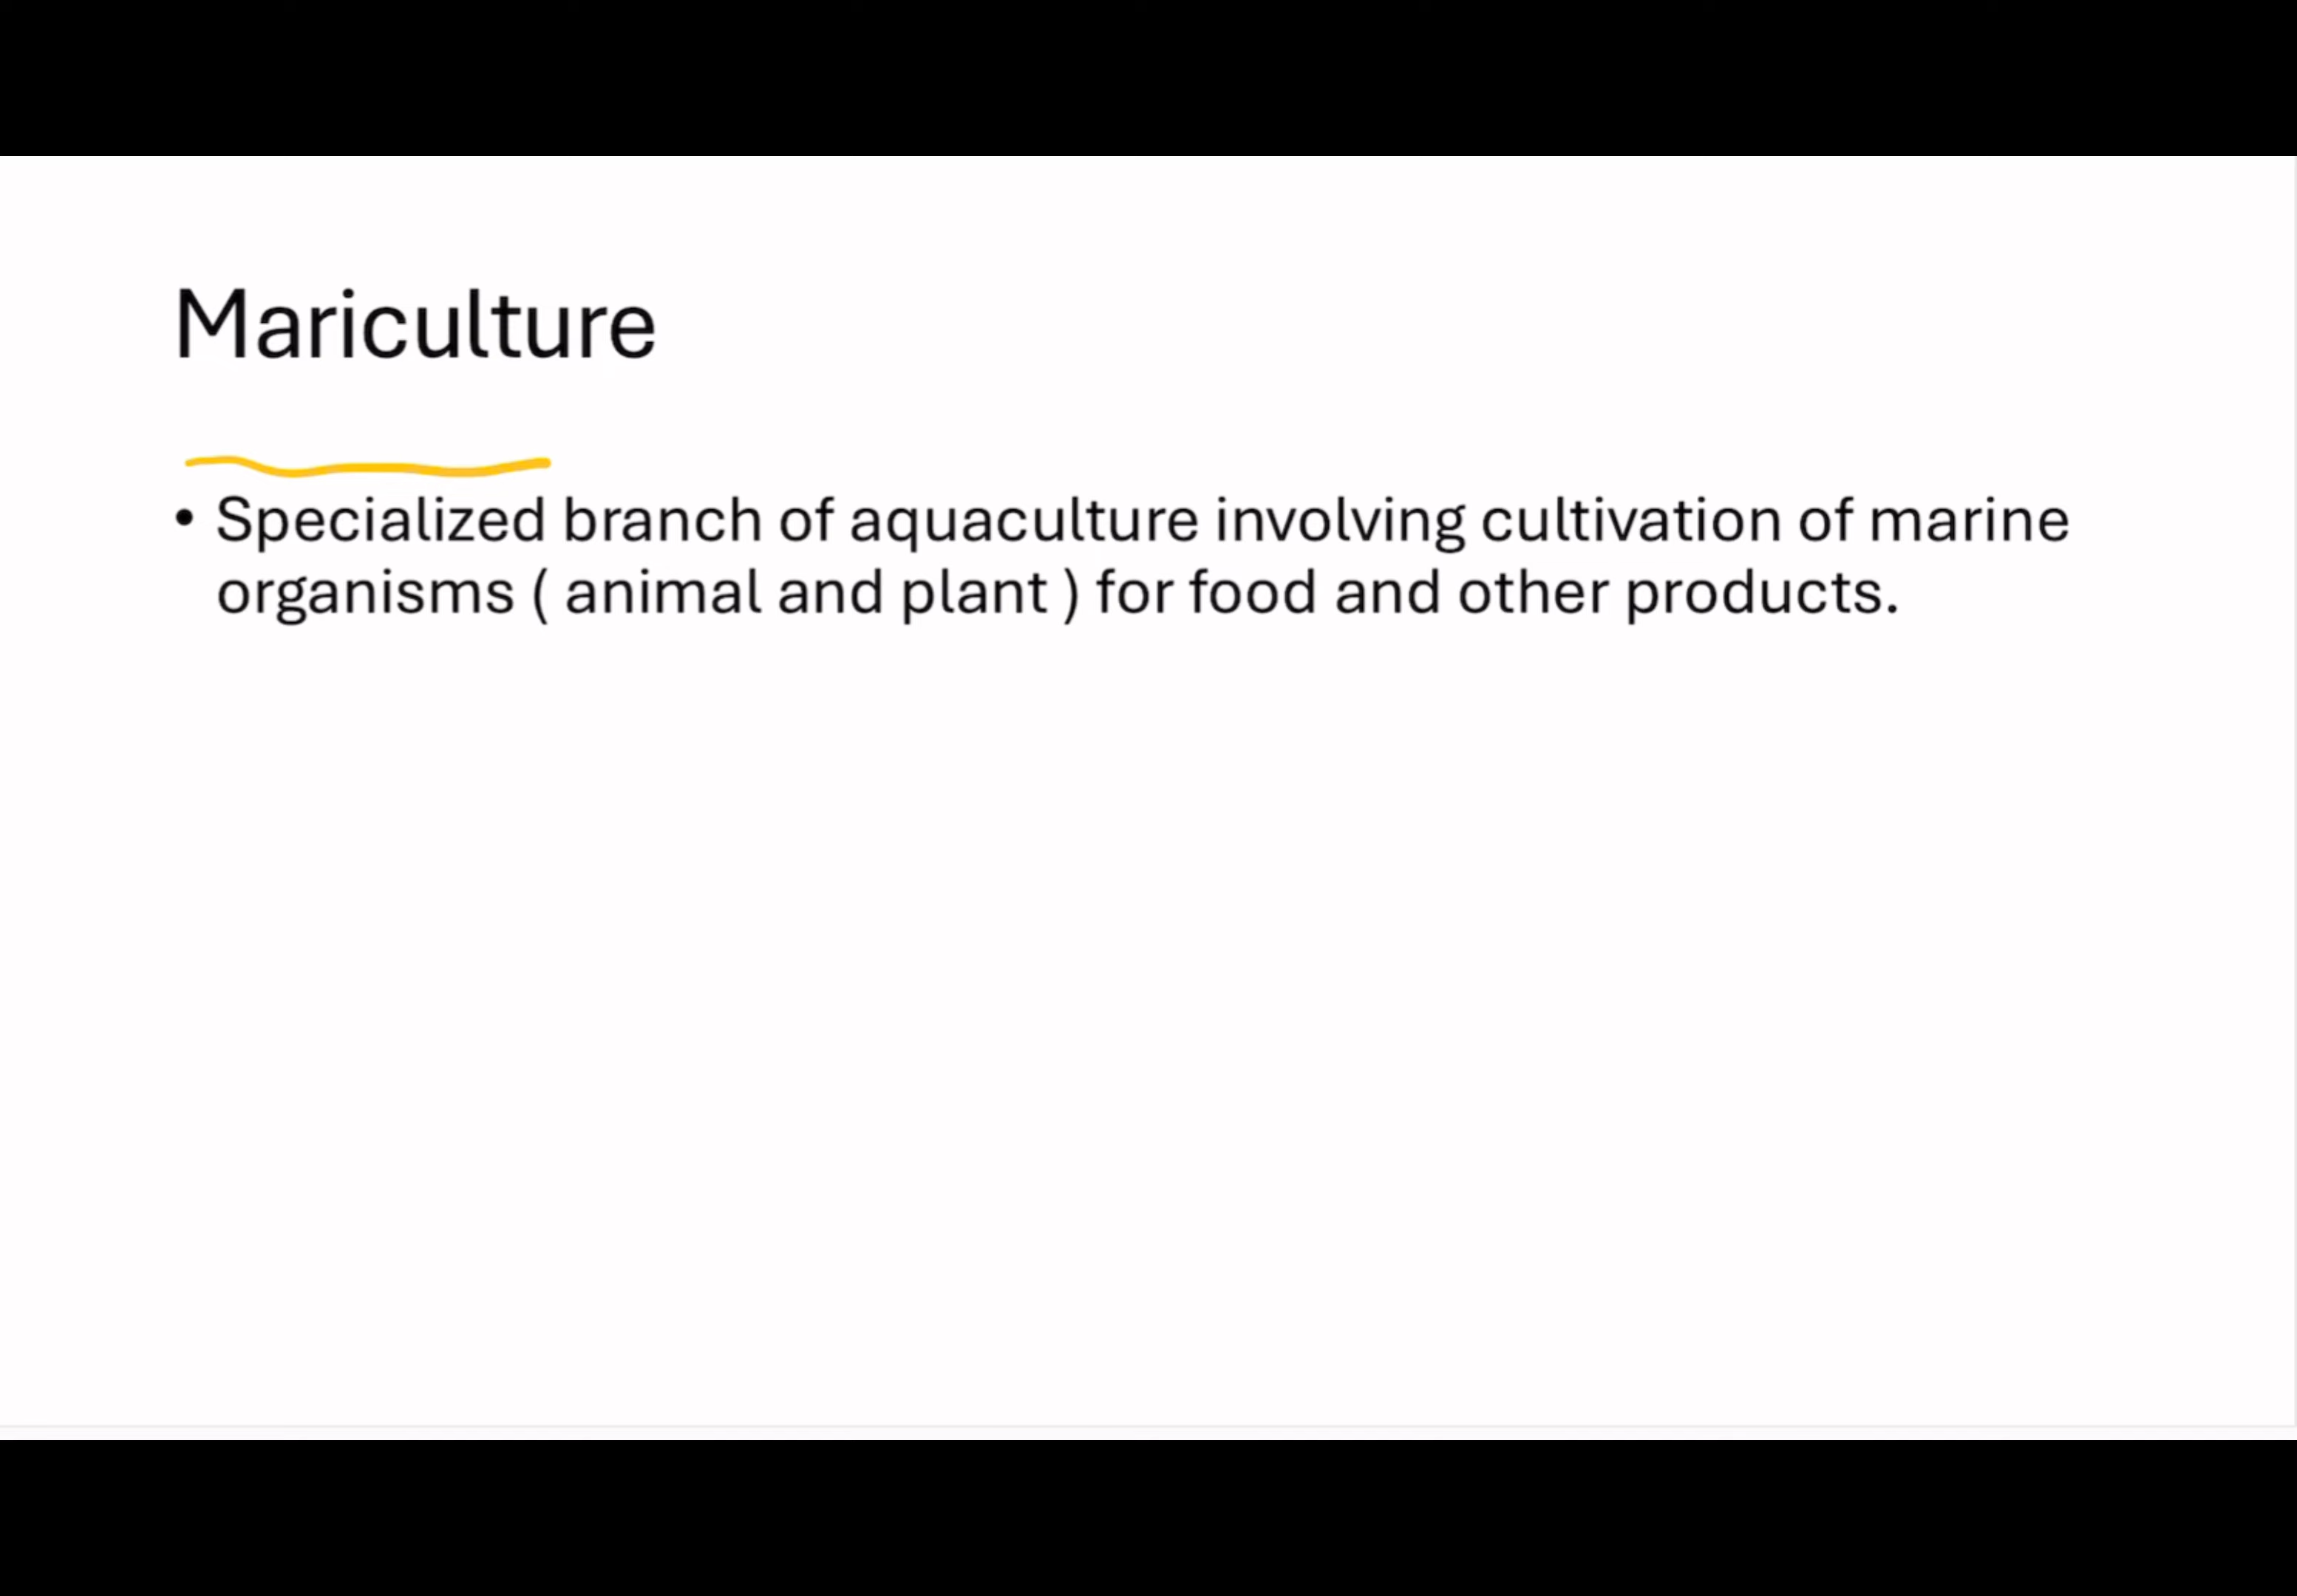 Mariculture
• Specialized branch of aquaculture involving cultivation of marine
organisms ( animal and plant ) for food and other products.